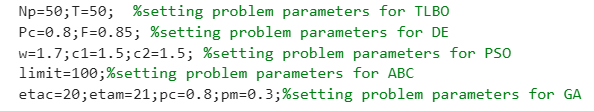 Np=50;T=50;  %setting problem parameters for TLBO
Pc=0.8;F=0.85; %setting problem parameters for DE
w=1.7;c1=1.5;c2=1.5; %setting problem parameters for PSO
limit=100;%setting problem parameters for ABC
etac=20;etam=21;pc=0.8;pm=0.3;%setting problem parameters for GA